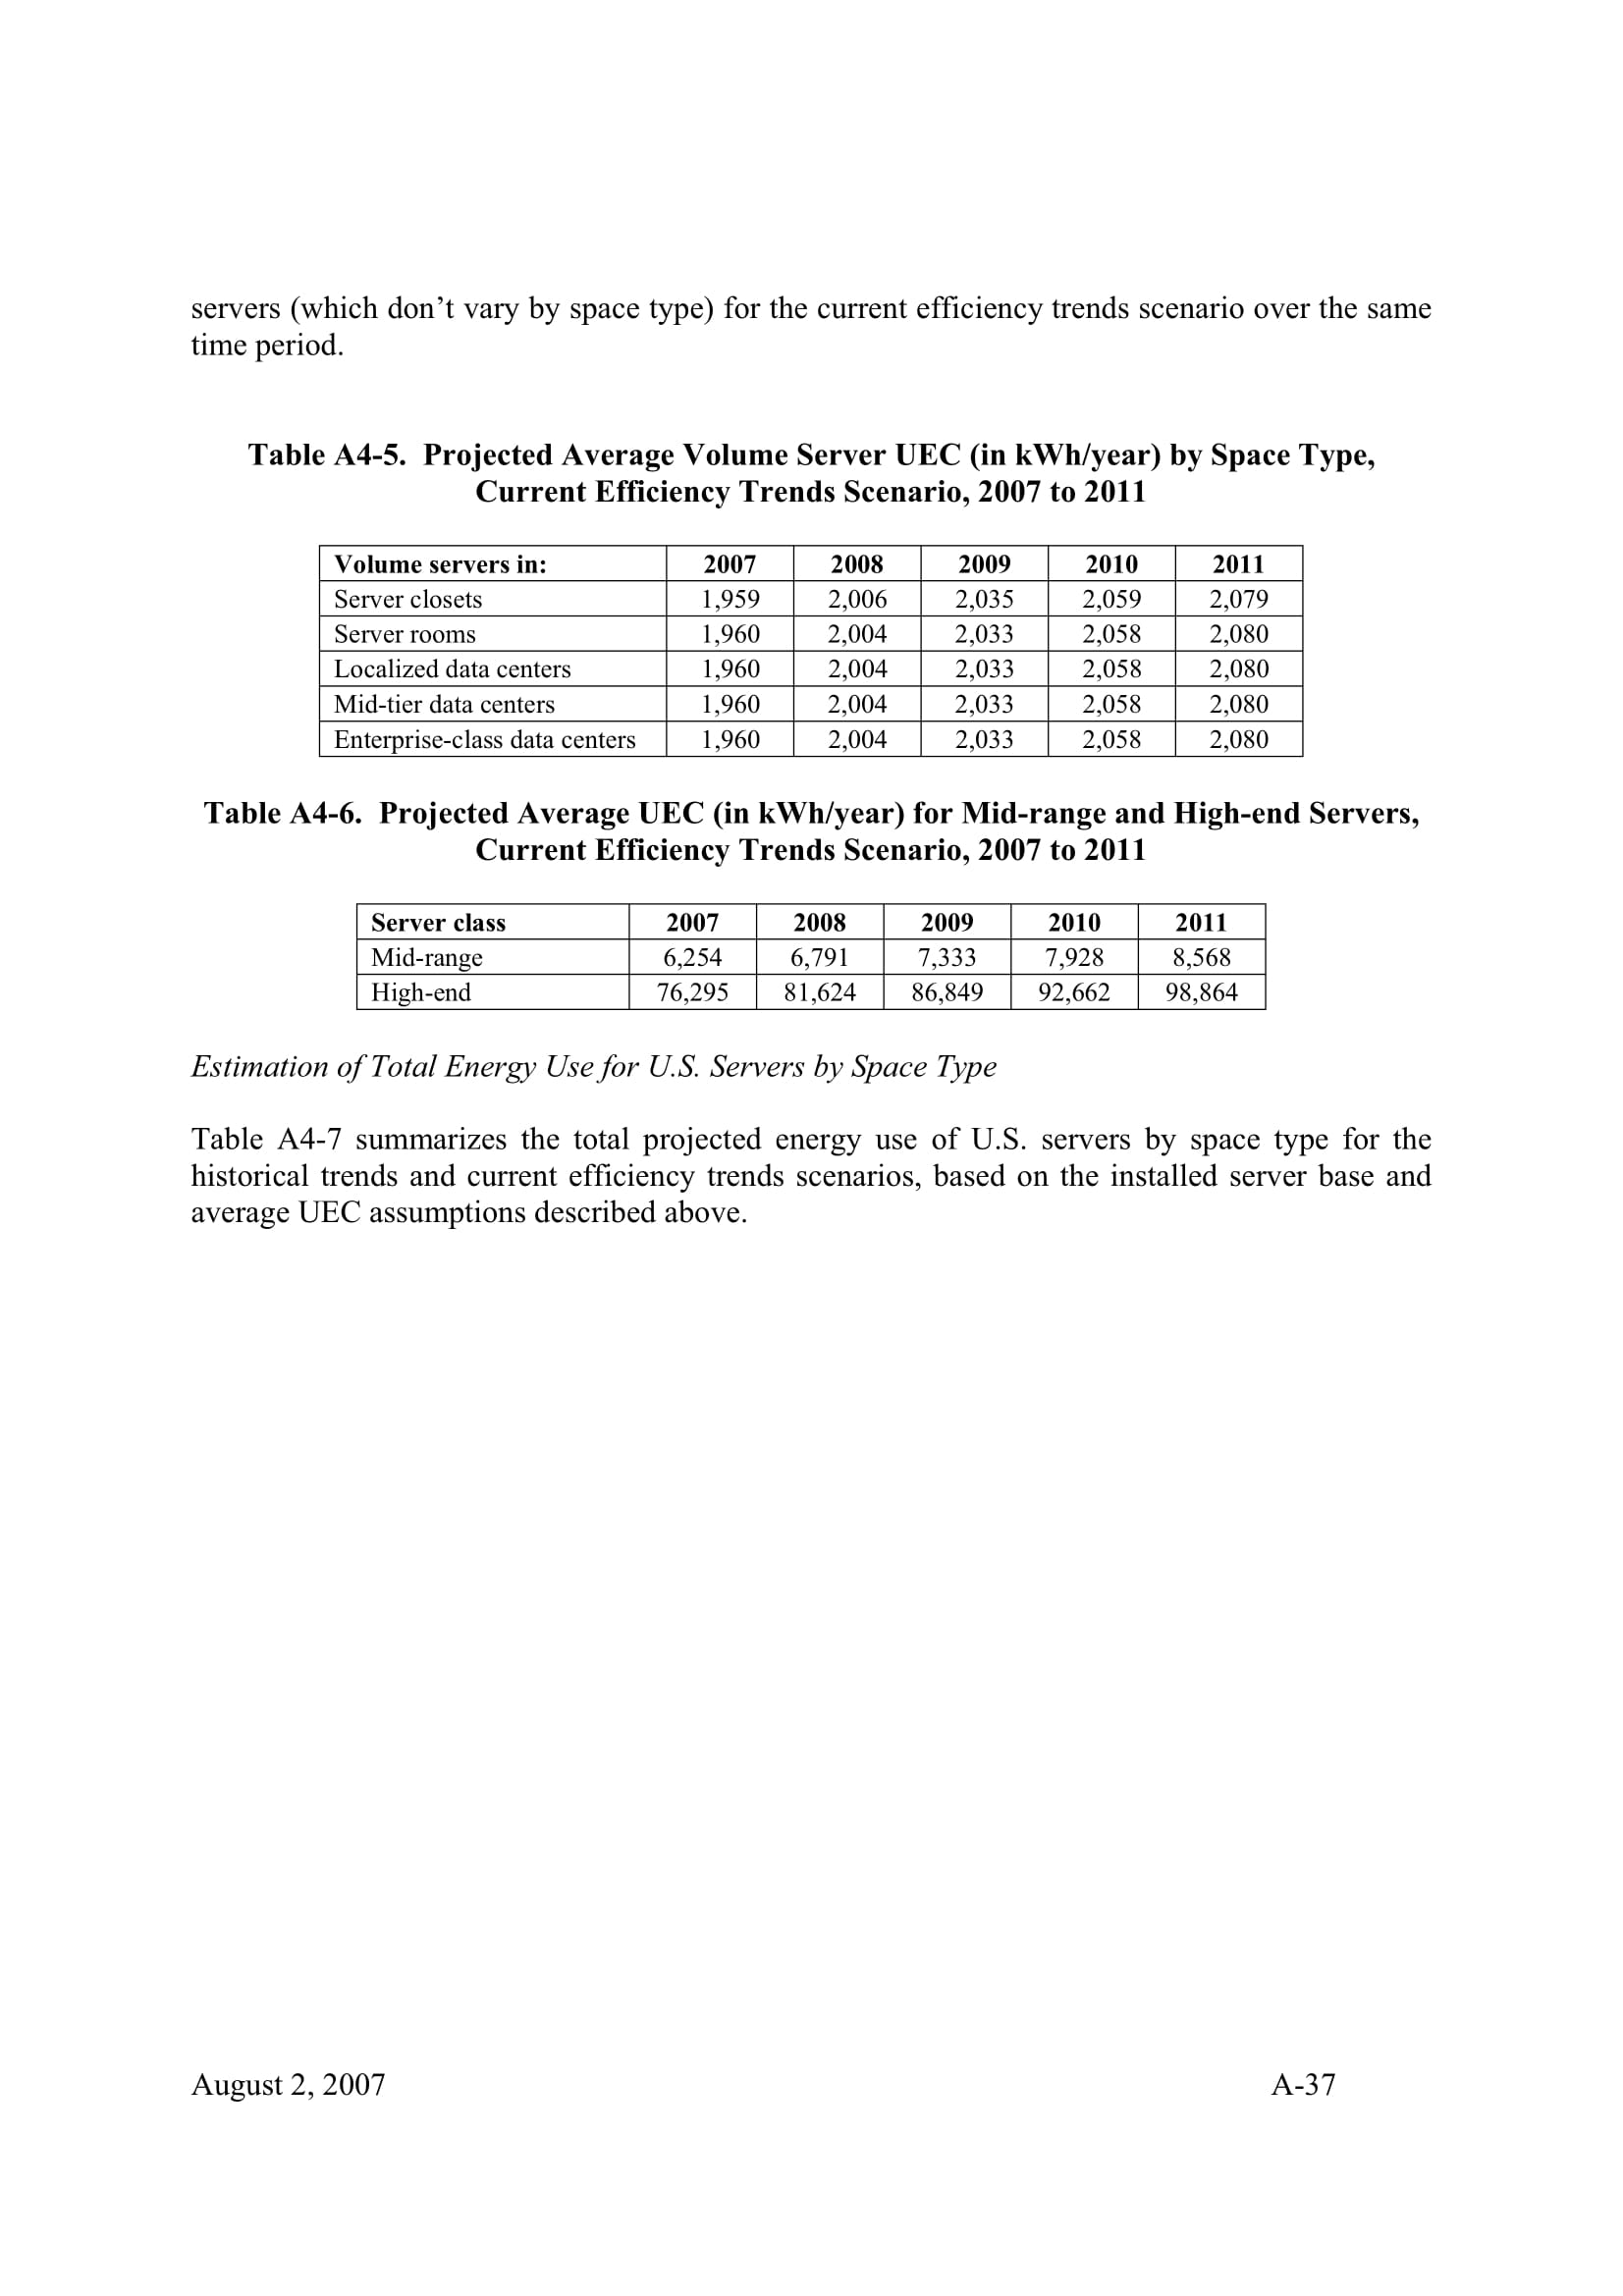 servers (which don’t vary by space type) for the current efficiency trends scenario over the same
time period.
Table A4-5.  Projected Average Volume Server UEC (in kWh/year) by Space Type,
Current Efficiency Trends Scenario, 2007 to 2011
Volume servers in: 2007 2008 2009 2010 2011
Server closets 1,959 2,006 2,035 2,059 2,079
Server rooms 1,960 2,004 2,033 2,058 2,080
Localized data centers 1,960 2,004 2,033 2,058 2,080
Mid-tier data centers 1,960 2,004 2,033 2,058 2,080
Enterprise-class data centers 1,960 2,004 2,033 2,058 2,080
Table A4-6.  Projected Average UEC (in kWh/year) for Mid-range and High-end Servers,
Current Efficiency Trends Scenario, 2007 to 2011
Server class 2007 2008 2009 2010 2011
Mid-range 6,254 6,791 7,333 7,928 8,568
High-end 76,295 81,624 86,849 92,662 98,864
Estimation of Total Energy Use for U.S. Servers by Space Type
Table A4-7 summarizes the total projected energy use of U.S. servers by space type for the
historical trends and current efficiency trends scenarios, based on the installed server base and
average UEC assumptions described above.
August 2, 2007 A-37